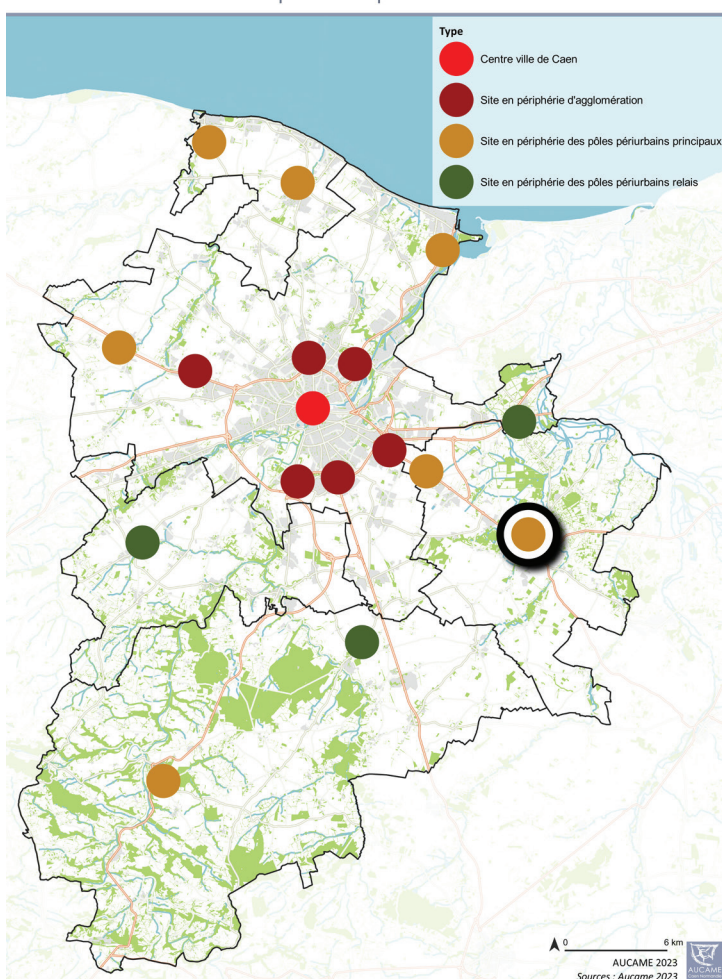 Type
Centre ville de Caen
Site en périphérie d'agglomération
Site en périphérie des pôles périurbains principaux
Site en périphérie des pôles périurbains relais
0 6 km
AUCAME 2023
Sources : Aucame 2023
AUCAME